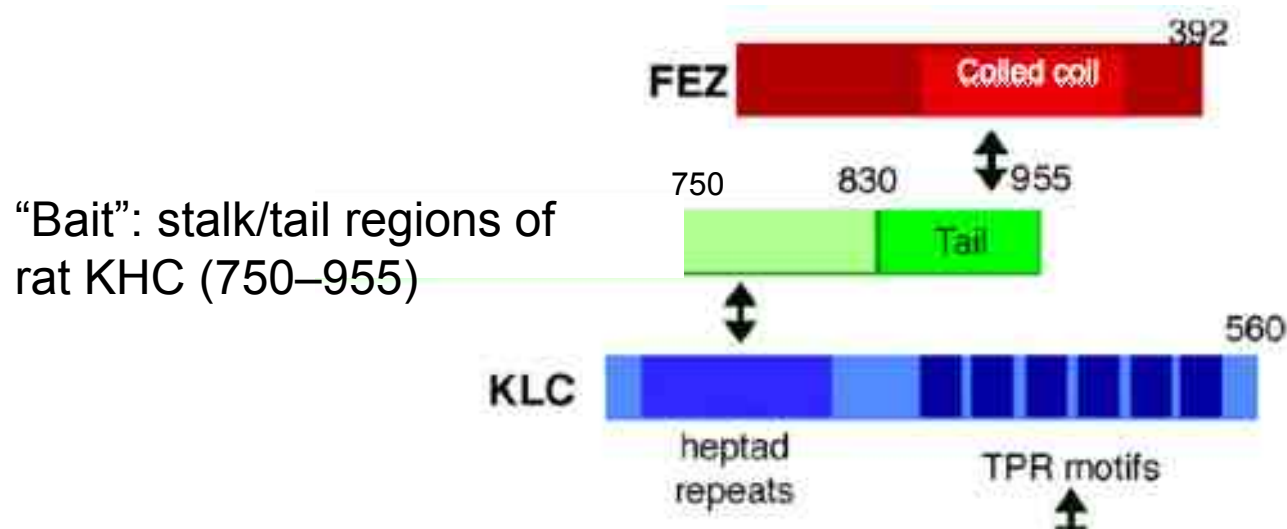 392
FEZ
Coiled coil
750
830
955
“Bait”: stalk/tail regions of
rat KHC (750–955)
Tail
560
KLC
heptad
repeats
TPR motifs